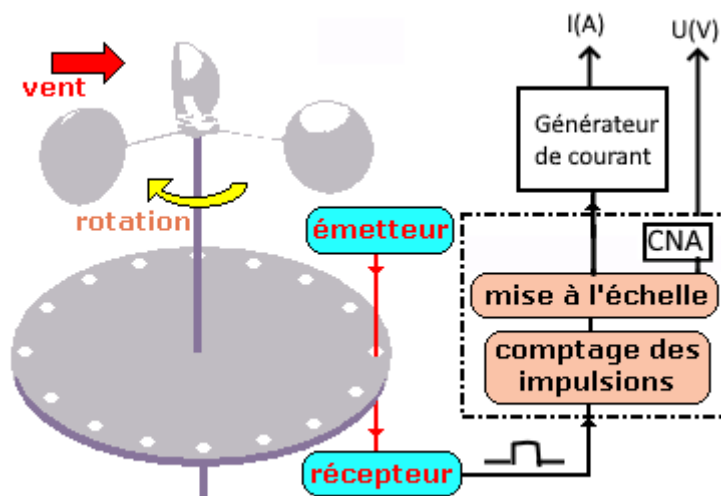 I(A)
U(V)
vent
Générateur
de courant
rotation
émetteur
CNA
mise à l'échelle
comptage des
impulsions
récepteur